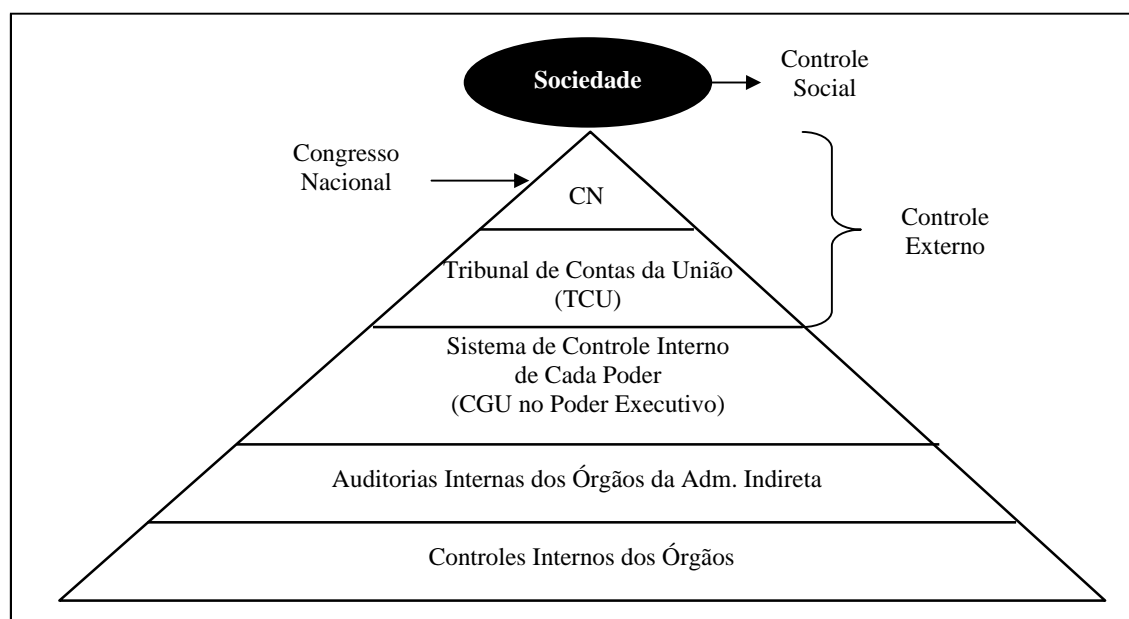 Sociedade
Controle
Social
Congresso
Nacional
CN
Controle
Externo
Tribunal de Contas da União
(TCU)
Sistema de Controle Interno
de Cada Poder
(CGU no Poder Executivo)
Auditorias Internas dos Órgãos da Adm. Indireta
Controles Internos dos Órgãos